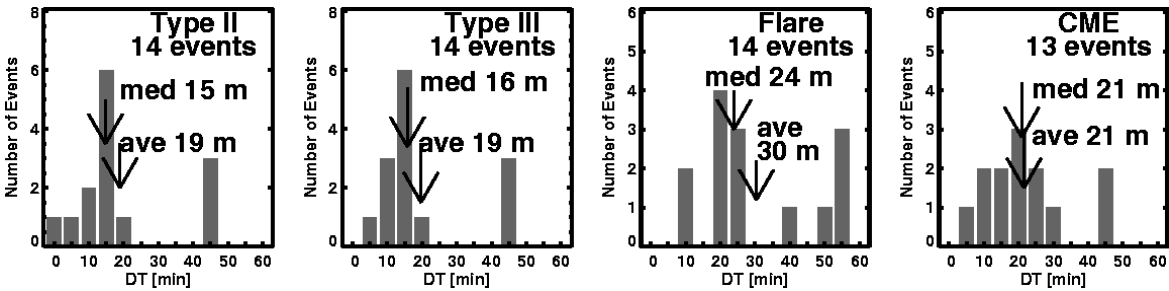 Type II
14 events
med 15 m
ave 19 m
Number of Events
8
6
4
2
0
0 10 20 30 40 50 60
DT [min]
Type III
14 events
med 16 m
ave 19 m
Number of Events
8
6
4
2
0
0 10 20 30 40 50 60
DT [min]
Flare
14 events
med 24 m
ave
30 m
Number of Events
6
5
4
3
2
1
0
0 10 20 30 40 50 60
DT [min]
CME
13 events
med 21 m
ave 21 m
Number of Events
6
5
4
3
2
1
0
0 10 20 30 40 50 60
DT [min]